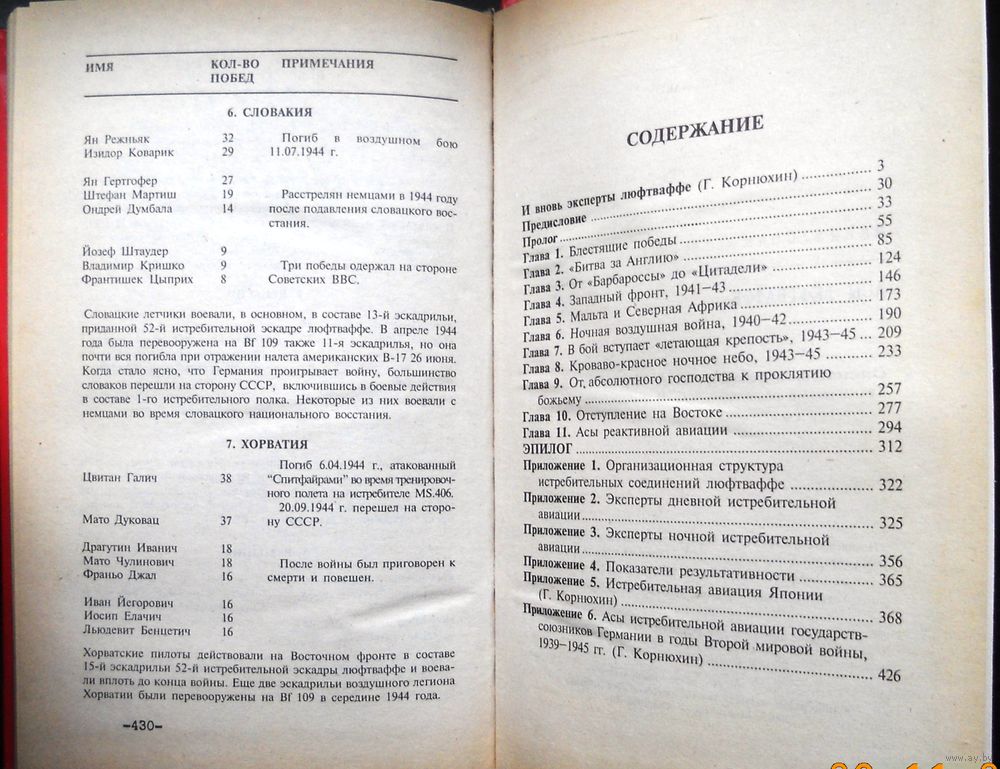 ИМЯ КОЛ-ВО ПОБЕД ПРИМЕЧАНИЯ
6. СЛОВАКИЯ
Ян Режньяк 32 Погиб в воздушном бою
Изидор Коварик 29 11.07.1944 г.
Ян Гертгофер 27
Штефан Мартиш 19 Расстрелян немцами в 1944 году
Ондрей Думбала 14 после подавления словацкого вос-
стания.
Йозеф Штаудер 9
Владимир Кришко 9 Три победы одержал на стороне
Франтишек Цыприх 8 Советских ВВС.
Словацкие летчики воевали, в основном, в составе 13-й эскадрильи,
приданной 52-й истребительной эскадре люфтваффе. В апреле 1944
года была перевооружена на Bf 109 также 11-я эскадрилья, но она
почти вся погибла при отражении налета американских В-17 26 июня.
Когда стало ясно, что Германия проигрывает войну, большинство
словаков перешли на сторону СССР, включившись в боевые действия
в составе 1-го истребительного полка. Некоторые из них воевали с
немцами во время словацкого национального восстания.
7. ХОРВАТИЯ
Погиб 6.04.1944 г., атакованный
Цвитан Галич 38 "Спитфайрами" во время тренировоч-
ного полета на истребителе MS.406.
20.09.1944 г. перешел на сторо-
Мато Дуковац 37 ну СССР.
Драгутин Иванич 18
Мато Чулинович 18 После войны был приговорен к
Франьо Джал 16 смерти и повешен.
Иван Йегорович 16
Иосип Елачич 16
Льюдевит Бенцетич 16
Хорватские пилоты действовали на Восточном фронте в составе
15-й эскадрильи 52-й истребительной эскадры люфтваффе и воева-
ли вплоть до конца войны. Еще две эскадрильи воздушного легиона
Хорватии были перевооружены на Bf 109 в середине 1944 года.
–430–
СОДЕРЖАНИЕ
И вновь эксперты люфтваффе (Г. Корнюхин) 3
Предисловие 30
Пролог 33
Глава 1. Блестящие победы 55
Глава 2. «Битва за Англию» 85
Глава 3. От «Барбароссы» до «Цитадели» 124
Глава 4. Западный фронт, 1941–43 146
Глава 5. Мальта и Северная Африка 173
Глава 6. Ночная воздушная война, 1940–42 190
Глава 7. В бой вступает «летающая крепость», 1943–45 209
Глава 8. Кроваво-красное ночное небо, 1943–45 233
Глава 9. От абсолютного господства к проклятию
божьему 257
Глава 10. Отступление на Востоке 277
Глава 11. Асы реактивной авиации 294
ЭПИЛОГ 312
Приложение 1. Организационная структура
истребительных соединений люфтваффе 322
Приложение 2. Эксперты дневной истребительной
авиации 325
Приложение 3. Эксперты ночной истребительной
авиации 356
Приложение 4. Показатели результативности 365
Приложение 5. Истребительная авиация Японии
(Г. Корнюхин) 368
Приложение 6. Асы истребительной авиации государств-
союзников Германии в годы Второй мировой войны,
1939–1945 гг. (Г. Корнюхин) 426
www.ay.by